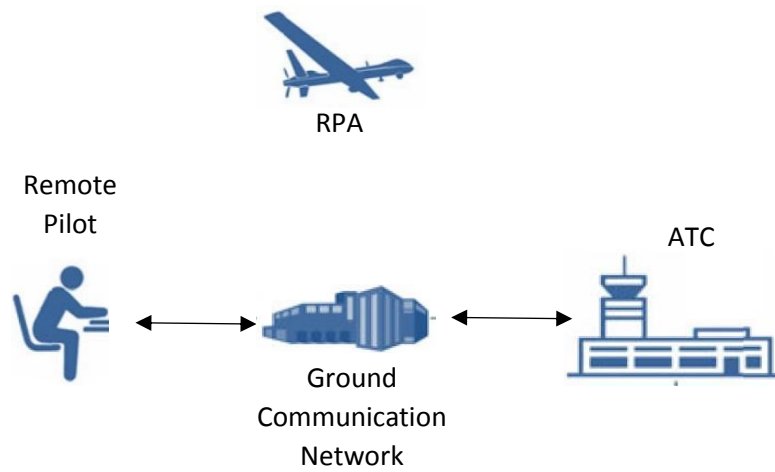 RPA
Remote
Pilot
ATC
Ground
Communication
Network